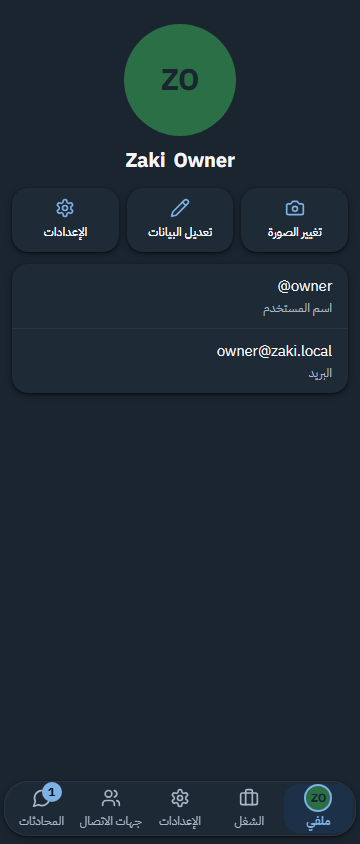 ZO
Zaki Owner
تغيير الصورة
تعديل البيانات
الإعدادات
@owner
اسم المستخدم
owner@zaki.local
البريد
ZO
ملفي
الشغل
الإعدادات
جهات الاتصال
1
المحادثات